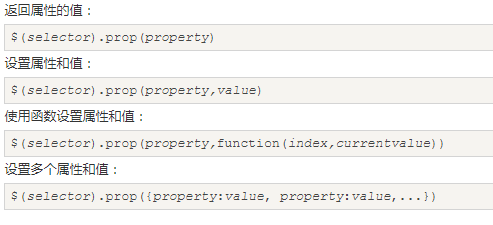 返回属性的值：
$(selector).prop(property)
设置属性和值：
$(selector).prop(property,value)
使用函数设置属性和值：
$(selector).prop(property,function(index,currentvalue))
设置多个属性和值：
$(selector).prop({property:value, property:value,...})